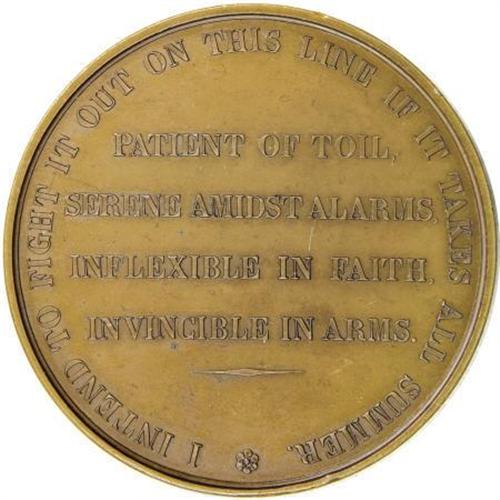 I INTEND TO FIGHT IT OUT ON THIS LINE IF IT TAKES ALL SUMMER.
PATIENT OF TOIL,
SERENE AMIDST ALARMS,
INFLEXIBLE IN FAITH,
INVINCIBLE IN ARMS.